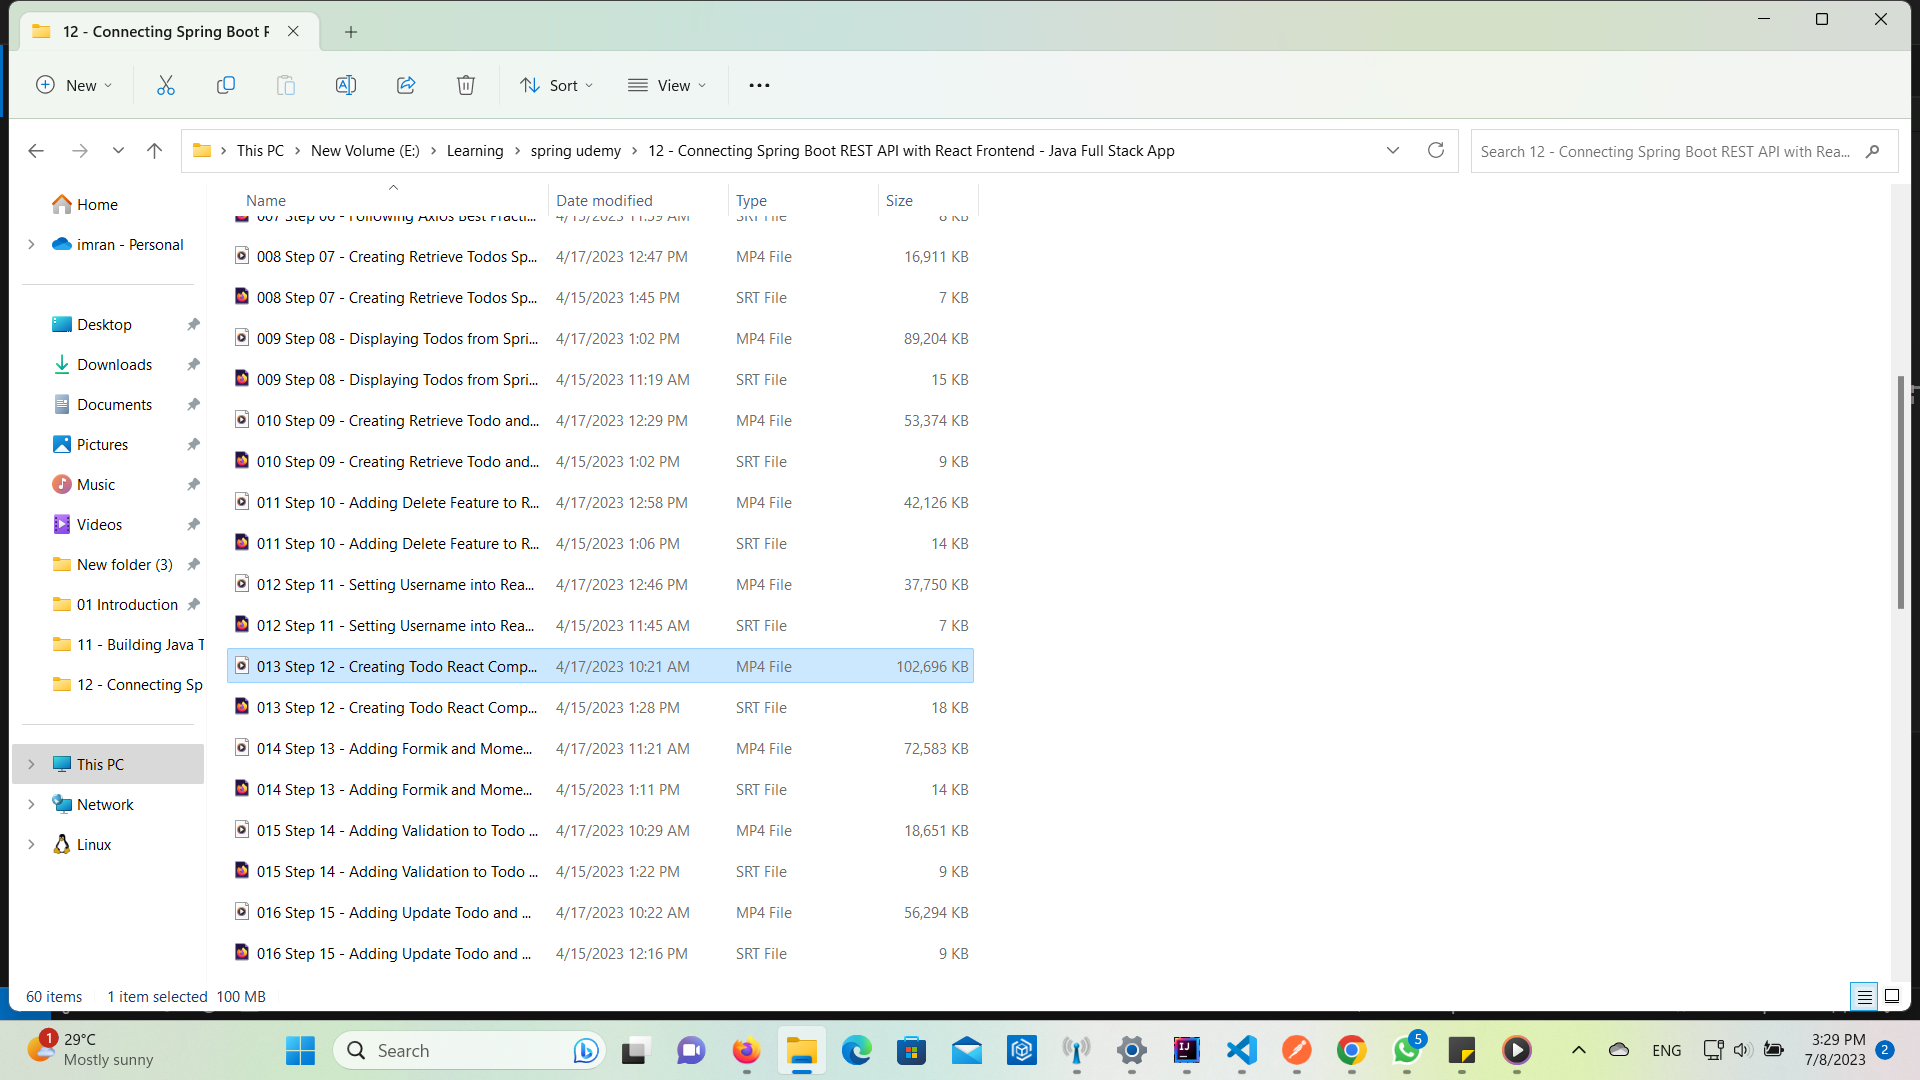 12 - Connecting Spring Boot R
New
Sort
View
This PC > New Volume (E:) > Learning > spring udemy > 12 - Connecting Spring Boot REST API with React Frontend - Java Full Stack App
Search 12 - Connecting Spring Boot REST API with Rea...
Home
imran - Personal
Desktop
Downloads
Documents
Pictures
Music
Videos
New folder (3)
01 Introduction
11 - Building Java T
12 - Connecting Sp
This PC
Network
Linux
Name Date modified Type Size
007 Step 06 - Following Axios Best Practi... 4/15/2023 11:59 AM SRT File 8 KB
008 Step 07 - Creating Retrieve Todos Sp... 4/17/2023 12:47 PM MP4 File 16,911 KB
008 Step 07 - Creating Retrieve Todos Sp... 4/15/2023 1:45 PM SRT File 7 KB
009 Step 08 - Displaying Todos from Spri... 4/17/2023 1:02 PM MP4 File 89,204 KB
009 Step 08 - Displaying Todos from Spri... 4/15/2023 11:19 AM SRT File 15 KB
010 Step 09 - Creating Retrieve Todo and... 4/17/2023 12:29 PM MP4 File 53,374 KB
010 Step 09 - Creating Retrieve Todo and... 4/15/2023 1:02 PM SRT File 9 KB
011 Step 10 - Adding Delete Feature to R... 4/17/2023 12:58 PM MP4 File 42,126 KB
011 Step 10 - Adding Delete Feature to R... 4/15/2023 1:06 PM SRT File 14 KB
012 Step 11 - Setting Username into Rea... 4/17/2023 12:46 PM MP4 File 37,750 KB
012 Step 11 - Setting Username into Rea... 4/15/2023 11:45 AM SRT File 7 KB
013 Step 12 - Creating Todo React Comp... 4/17/2023 10:21 AM MP4 File 102,696 KB
013 Step 12 - Creating Todo React Comp... 4/15/2023 1:28 PM SRT File 18 KB
014 Step 13 - Adding Formik and Mome... 4/17/2023 11:21 AM MP4 File 72,583 KB
014 Step 13 - Adding Formik and Mome... 4/15/2023 1:11 PM SRT File 14 KB
015 Step 14 - Adding Validation to Todo ... 4/17/2023 10:29 AM MP4 File 18,651 KB
015 Step 14 - Adding Validation to Todo ... 4/15/2023 1:22 PM SRT File 9 KB
016 Step 15 - Adding Update Todo and ... 4/17/2023 10:22 AM MP4 File 56,294 KB
016 Step 15 - Adding Update Todo and ... 4/15/2023 12:16 PM SRT File 9 KB
60 items 1 item selected 100 MB
1
29°C
Mostly sunny
Search
5
ENG
3:29 PM
7/8/2023
2